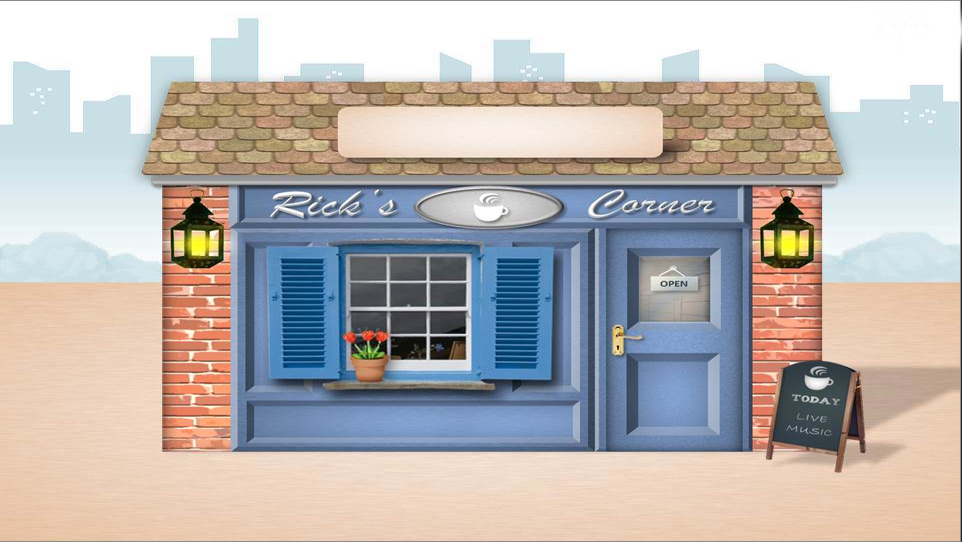 Rick's Corner
OPEN
TODAY
LIVE
MUSIC